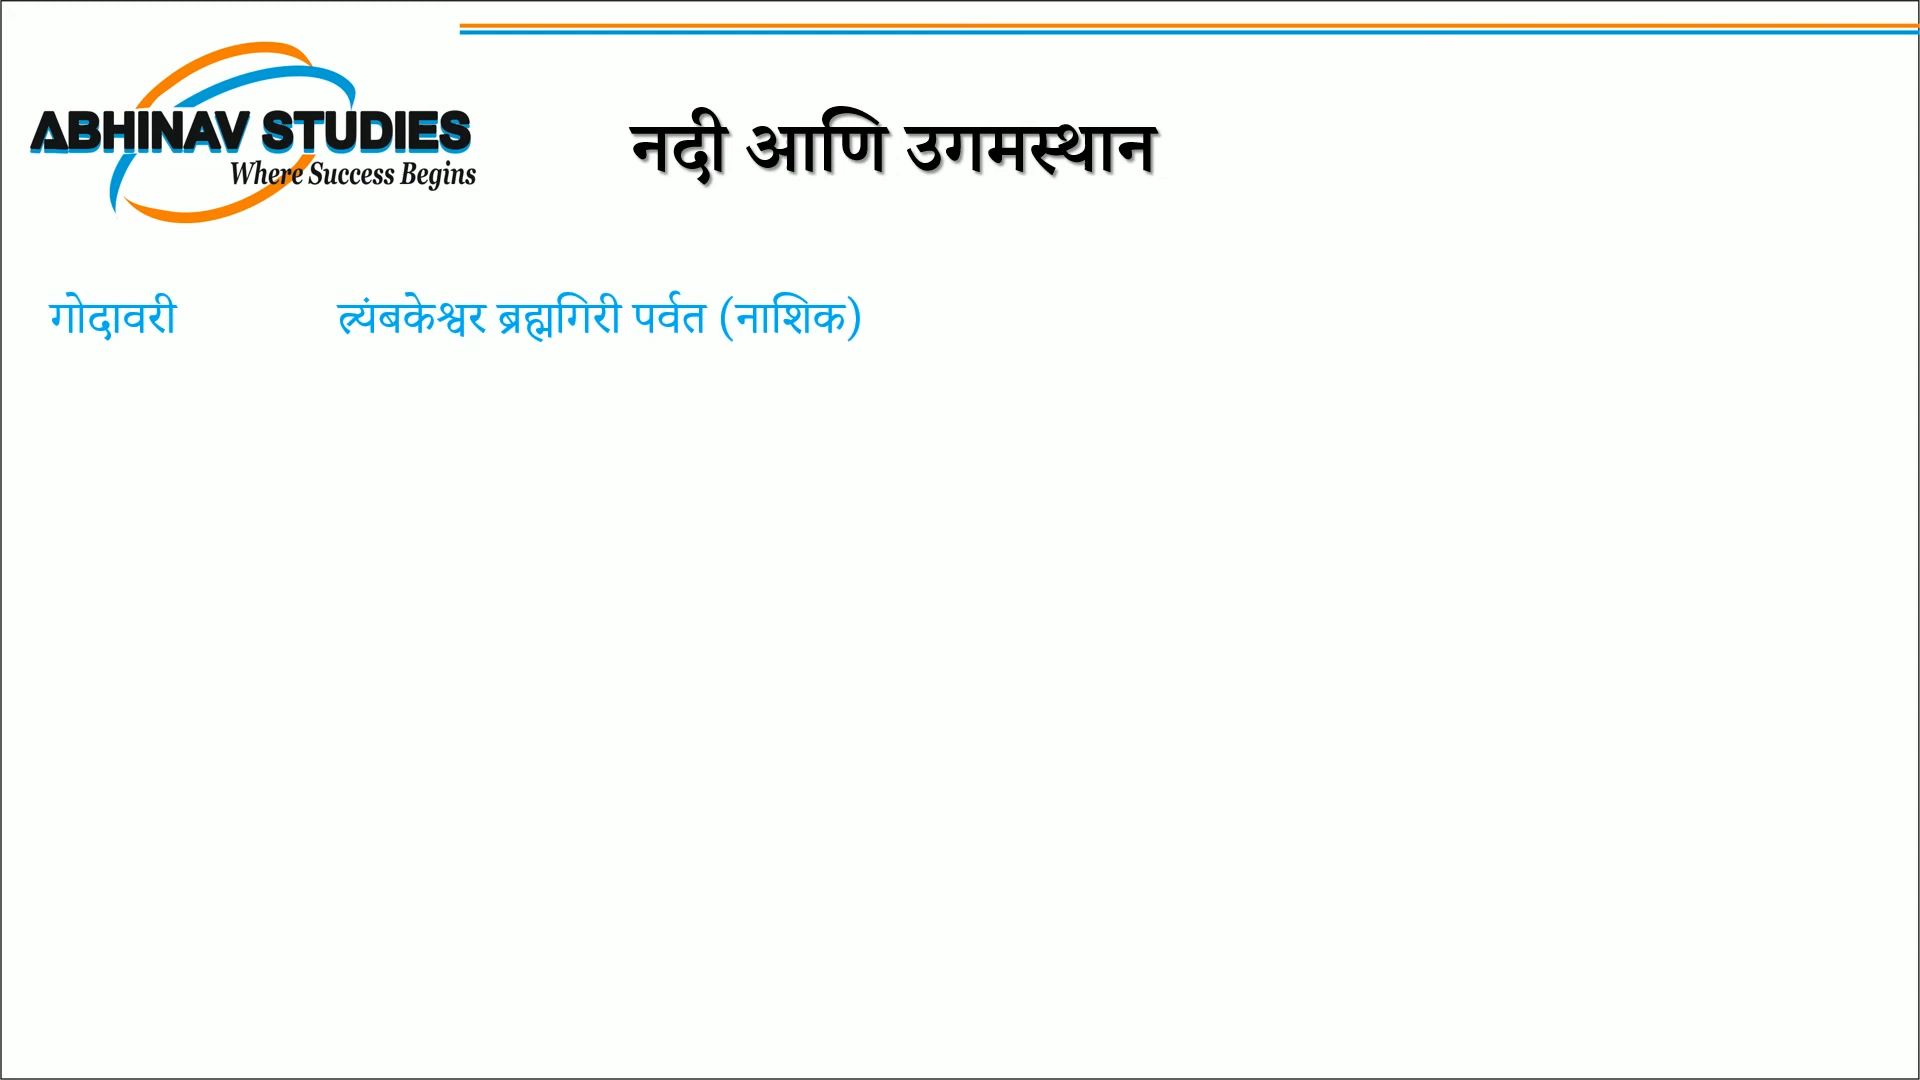 ABHINAV STUDIES
Where Success Begins
नदी आणि उगमस्थान
गोदावरी त्र्यंबकेश्वर ब्रह्मगिरी पर्वत (नाशिक)